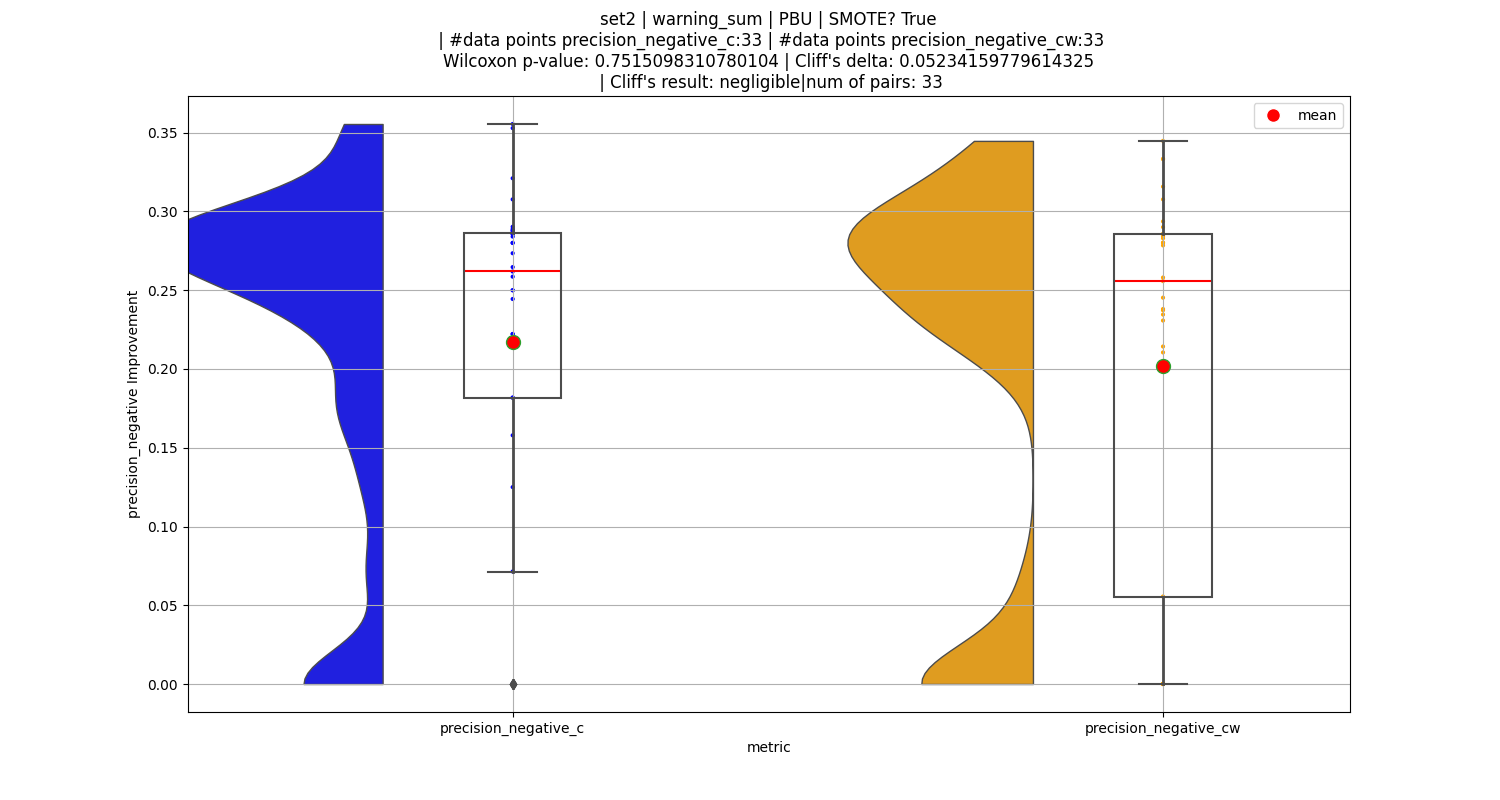 set2 | warning_sum | PBU | SMOTE? True
| #data points precision_negative_c:33 | #data points precision_negative_cw:33
Wilcoxon p-value: 0.7515098310780104 | Cliff's delta: 0.05234159779614325
| Cliff's result: negligible|num of pairs: 33
mean
0.35
0.30
0.25
0.20
0.15
0.10
0.05
0.00
precision_negative Improvement
precision_negative_c
precision_negative_cw
metric